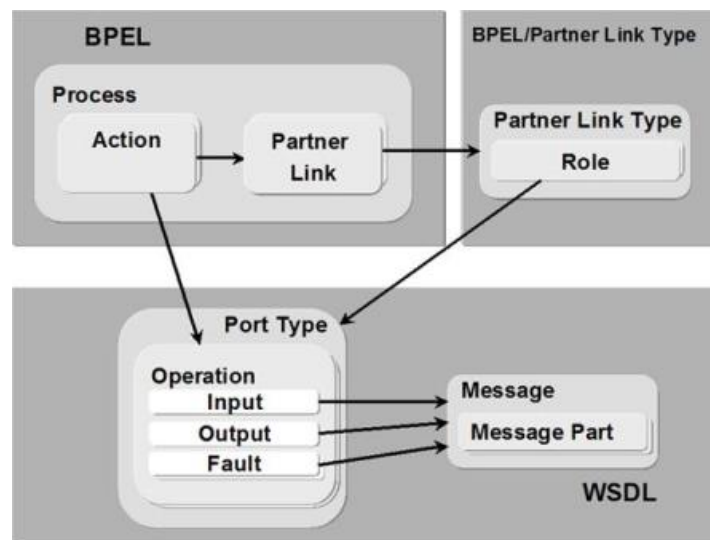 BPEL
Process
Action
Partner
Link
BPEL/Partner Link Type
Partner Link Type
Role
Port Type
Operation
Input
Output
Fault
Message
Message Part
WSDL